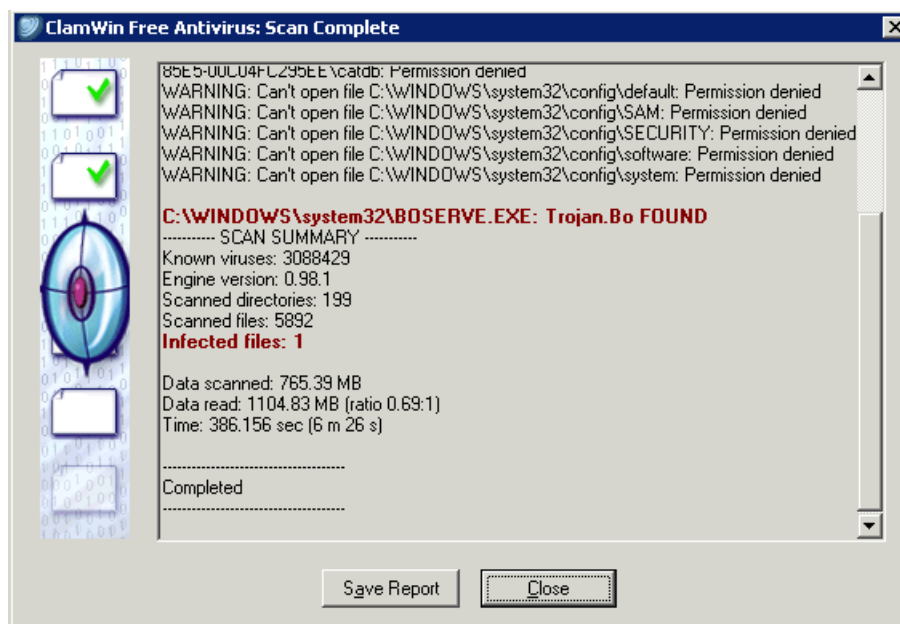 ClamWin Free Antivirus: Scan Complete
85E5-00C04FC295EE\catdb: Permission denied
WARNING: Can't open file C:\WINDOWS\system32\config\default: Permission denied
WARNING: Can't open file C:\WINDOWS\system32\config\SAM: Permission denied
WARNING: Can't open file C:\WINDOWS\system32\config\SECURITY: Permission denied
WARNING: Can't open file C:\WINDOWS\system32\config\software: Permission denied
WARNING: Can't open file C:\WINDOWS\system32\config\system: Permission denied
C:\WINDOWS\system32\BOSERVE.EXE: Trojan.Bo FOUND
---------- SCAN SUMMARY ----------
Known viruses: 3088429
Engine version: 0.98.1
Scanned directories: 199
Scanned files: 5892
Infected files: 1
Data scanned: 765.39 MB
Data read: 1104.83 MB (ratio 0.69:1)
Time: 386.156 sec (6 m 26 s)
--------------------------------------
Completed
--------------------------------------
Save Report
Close